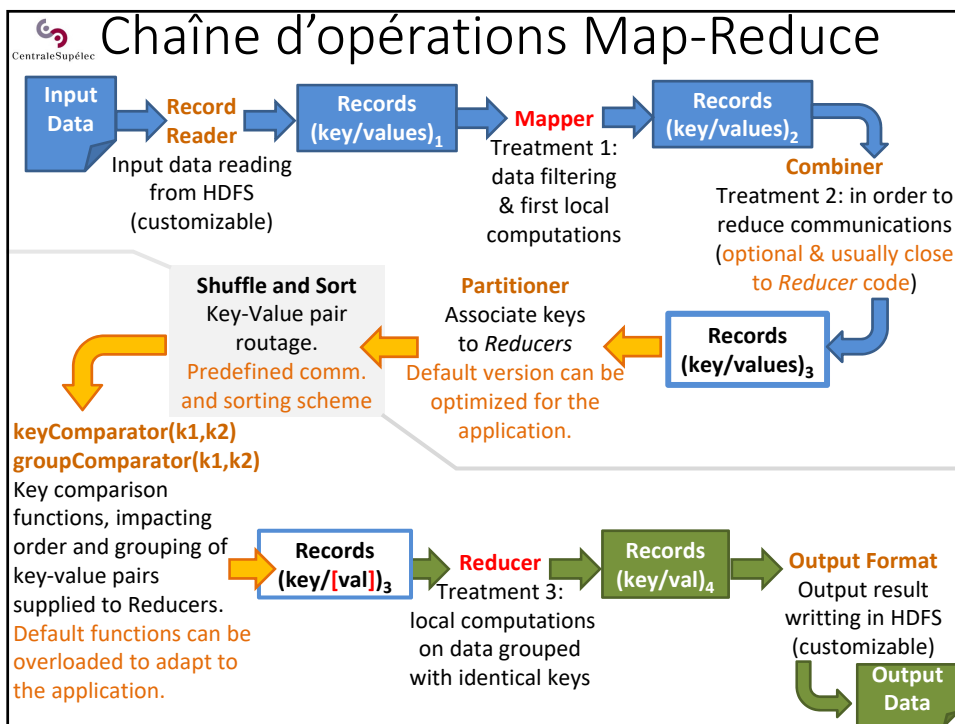 CentraleSupélec
Chaîne d'opérations Map-Reduce
Input
Data
Record
Reader
Input data reading
from HDFS
(customizable)
Records
(key/values)1
Mapper
Treatment 1:
data filtering
& first local
computations
Records
(key/values)2
Combiner
Treatment 2: in order to
reduce communications
(optional & usually close
to Reducer code)
Records
(key/values)3
Partitioner
Associate keys
to Reducers
Default version can be
optimized for the
application.
Shuffle and Sort
Key-Value pair
routage.
Predefined comm.
and sorting scheme
keyComparator(k1,k2)
groupComparator(k1,k2)
Key comparison
functions, impacting
order and grouping of
key-value pairs
supplied to Reducers.
Default functions can be
overloaded to adapt to
the application.
Records
(key/[val])3
Reducer
Treatment 3:
local computations
on data grouped
with identical keys
Records
(key/val)4
Output Format
Output result
writting in HDFS
(customizable)
Output
Data